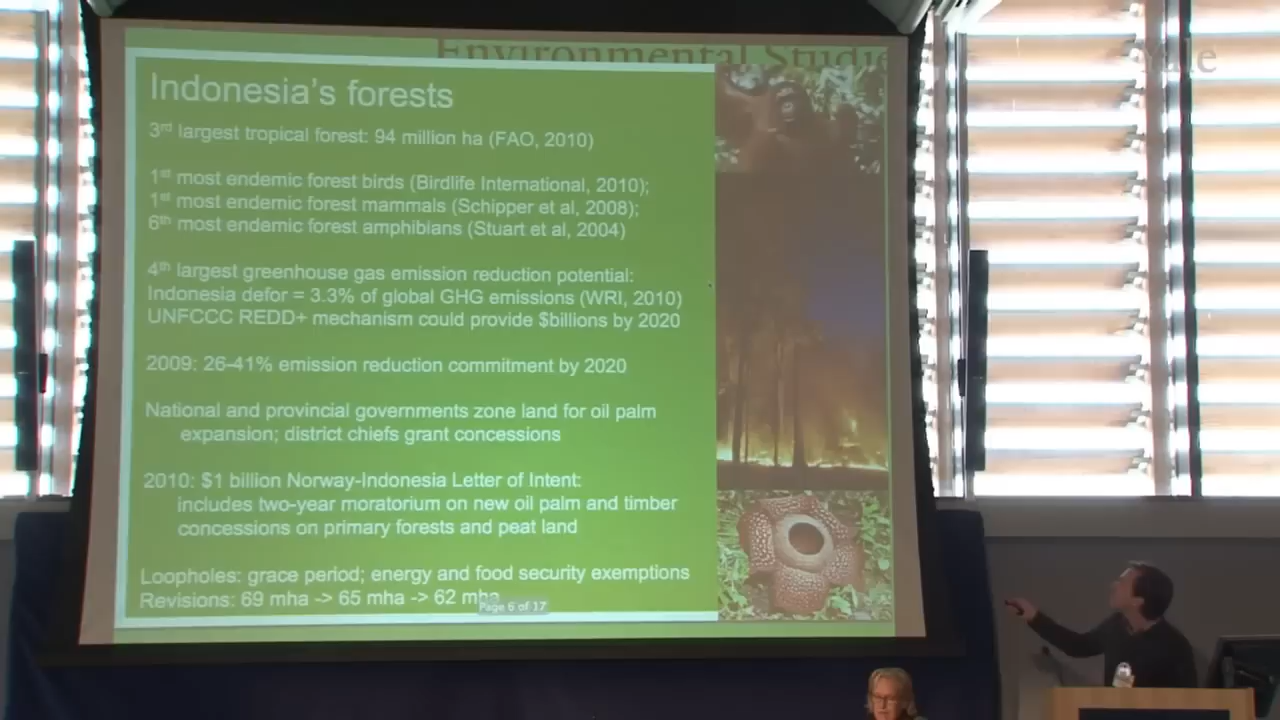 Environmental Studie
Yale
Indonesia's forests
3rd largest tropical forest: 94 million ha (FAO, 2010)
1st most endemic forest birds (Birdlife International, 2010);
1st most endemic forest mammals (Schipper et al, 2008);
6th most endemic forest amphibians (Stuart et al, 2004)
4th largest greenhouse gas emission reduction potential:
Indonesia defor = 3.3% of global GHG emissions (WRI, 2010)
UNFCCC REDD+ mechanism could provide $billions by 2020
2009: 26-41% emission reduction commitment by 2020
National and provincial governments zone land for oil palm
expansion; district chiefs grant concessions
2010: $1 billion Norway-Indonesia Letter of Intent:
includes two-year moratorium on new oil palm and timber
concessions on primary forests and peat land
Loopholes: grace period; energy and food security exemptions
Revisions: 69 mha -> 65 mha -> 62 mha
Page 6 of 17